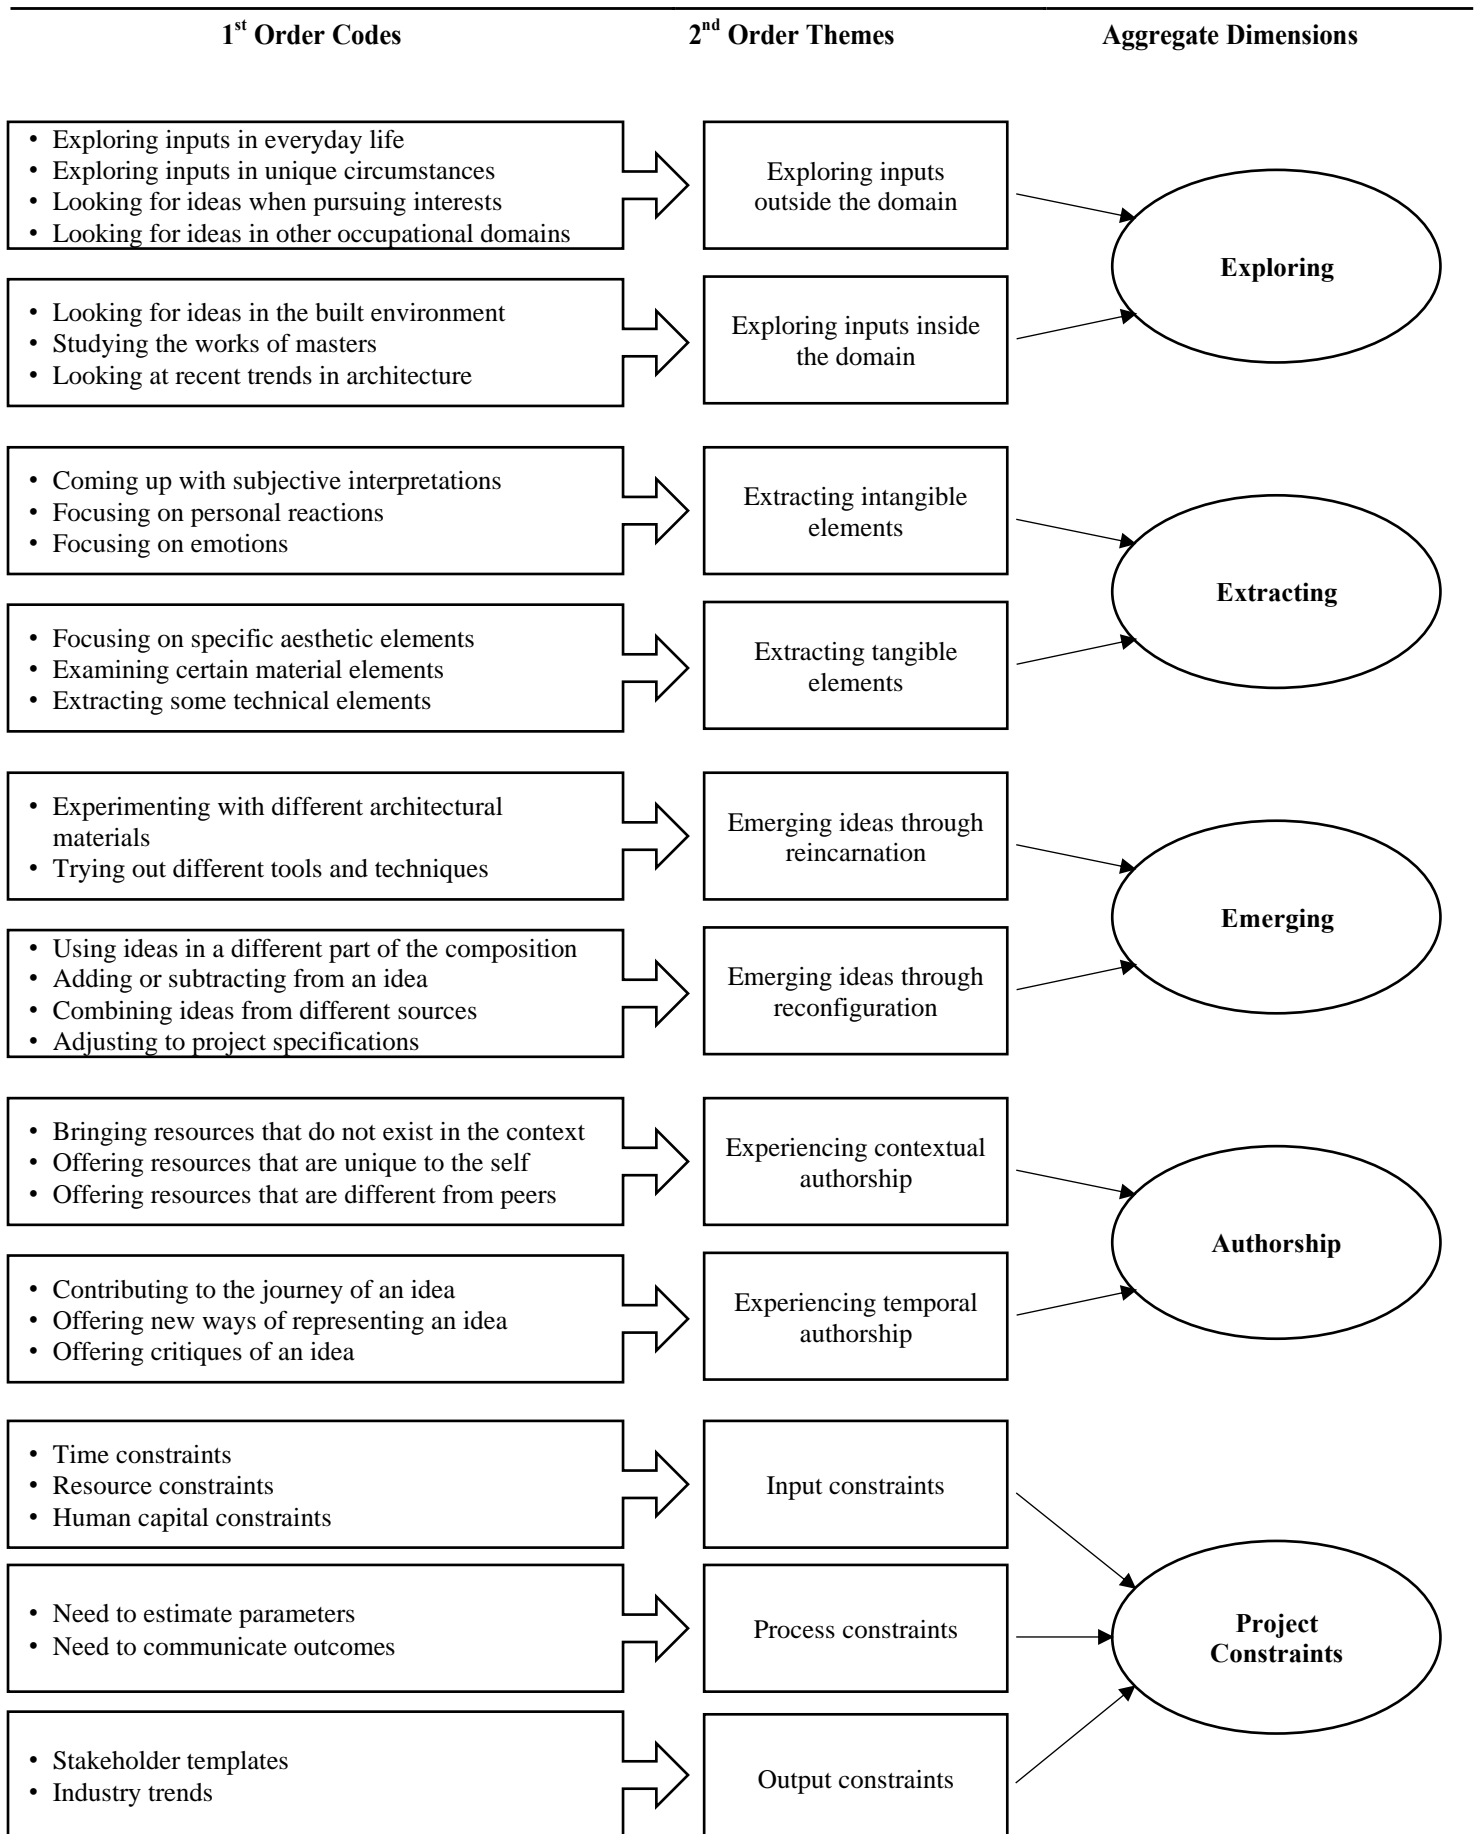 1st Order Codes
2nd Order Themes
Aggregate Dimensions
• Exploring inputs in everyday life
• Exploring inputs in unique circumstances
• Looking for ideas when pursuing interests
• Looking for ideas in other occupational domains
Exploring inputs
outside the domain
• Looking for ideas in the built environment
• Studying the works of masters
• Looking at recent trends in architecture
Exploring inputs inside
the domain
Exploring
• Coming up with subjective interpretations
• Focusing on personal reactions
• Focusing on emotions
Extracting intangible
elements
• Focusing on specific aesthetic elements
• Examining certain material elements
• Extracting some technical elements
Extracting tangible
elements
Extracting
• Experimenting with different architectural
materials
• Trying out different tools and techniques
Emerging ideas through
reincarnation
• Using ideas in a different part of the composition
• Adding or subtracting from an idea
• Combining ideas from different sources
• Adjusting to project specifications
Emerging ideas through
reconfiguration
Emerging
• Bringing resources that do not exist in the context
• Offering resources that are unique to the self
• Offering resources that are different from peers
Experiencing contextual
authorship
• Contributing to the journey of an idea
• Offering new ways of representing an idea
• Offering critiques of an idea
Experiencing temporal
authorship
Authorship
• Time constraints
• Resource constraints
• Human capital constraints
Input constraints
• Need to estimate parameters
• Need to communicate outcomes
Process constraints
• Stakeholder templates
• Industry trends
Output constraints
Project
Constraints